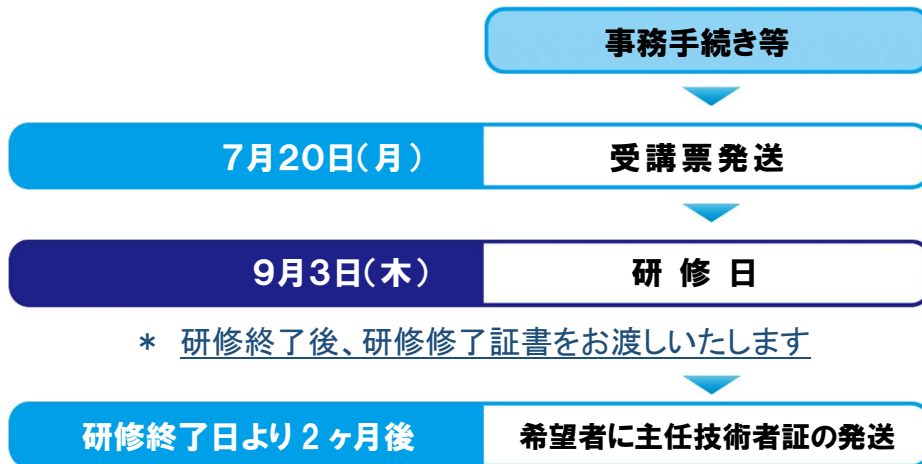 事務手続き等
7月20日(月) 受講票発送
9月3日(木) 研修日
* 研修終了後、研修修了証書をお渡しいたします
研修終了日より2ヶ月後 希望者に主任技術者証の発送